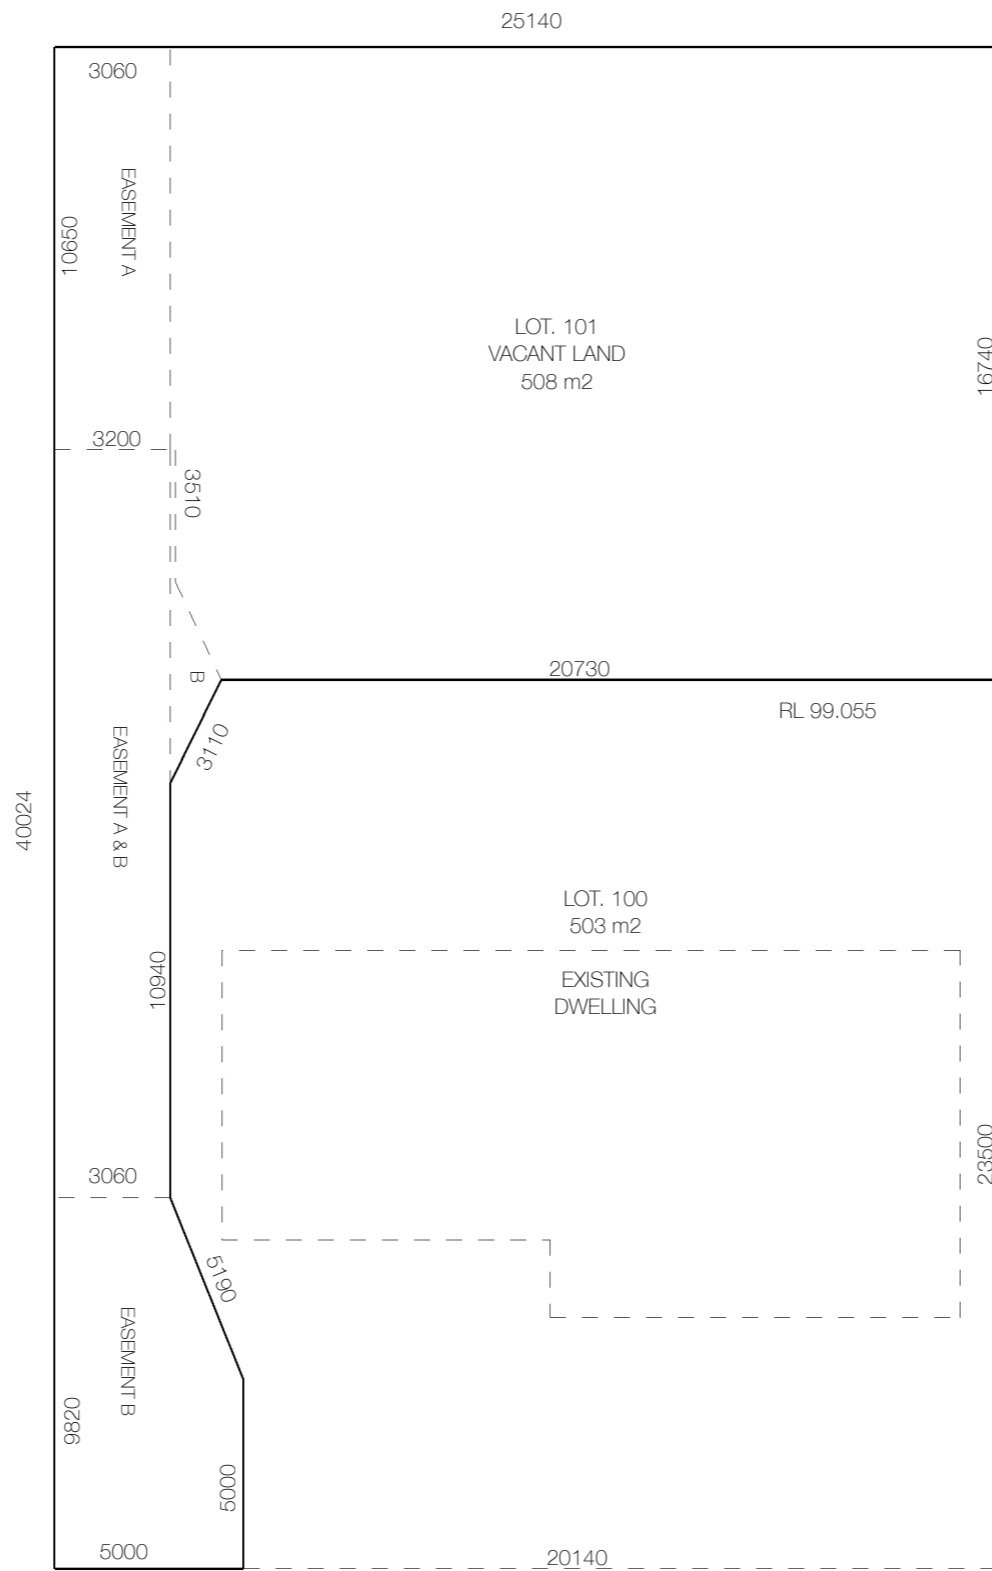 25140
3060
EASEMENT A
10650
LOT. 101
VACANT LAND
508 m2
16740
3200
3510
20730
B
RL 99.055
3110
EASEMENT A & B
40024
LOT. 100
503 m2
EXISTING
DWELLING
10940
23500
3060
5190
EASEMENT B
9820
5000
5000
20140